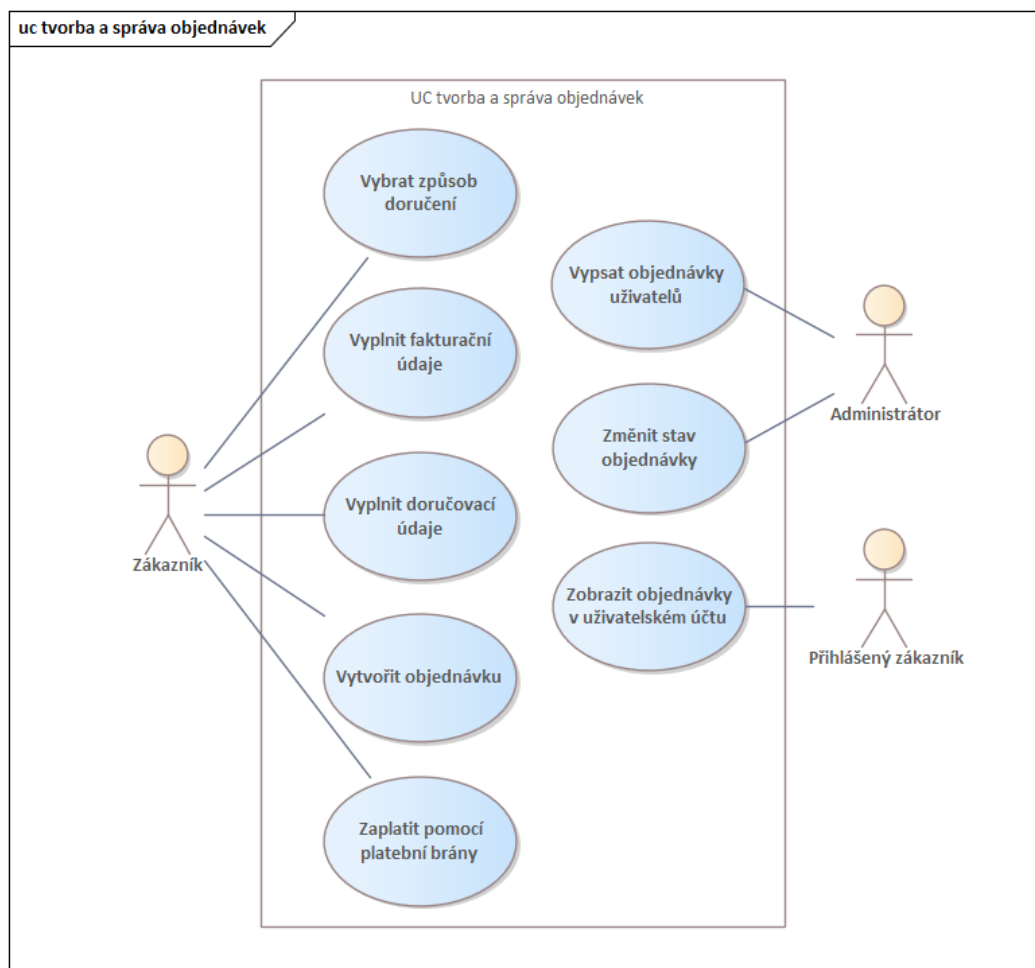 uc tvorba a správa objednávek
UC tvorba a správa objednávek
Vybrat způsob
doručení
Vypsat objednávky
uživatelů
Vyplnit fakturační
údaje
Administrátor
Změnit stav
objednávky
Vyplnit doručovací
údaje
Zákazník
Zobrazit objednávky
v uživatelském účtu
Přihlášený zákazník
Vytvořit objednávku
Zaplatit pomocí
platební brány